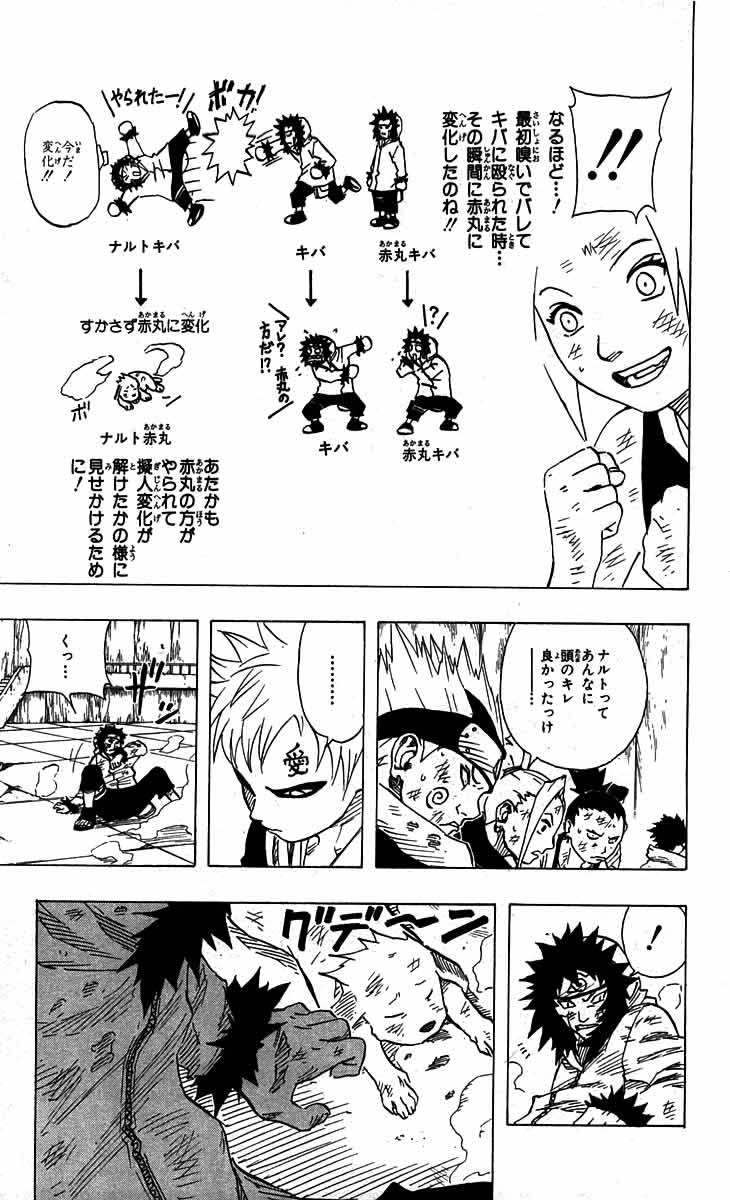 !!
なるほど…!
最初嗅いでバレて
キバに殴られた時…
その瞬間に赤丸に
変化したのね!!
赤丸キバ
キバ
ボカ!
やられたー!
今だ!
変化!!
ナルトキバ
!?
赤丸キバ
アレ?赤丸の
方だ!?
キバ
すかさず赤丸に変化
ボ
ナルト赤丸
あたかも
赤丸の方が
やられて
擬人変化が
解けたかの様に
見せかけるため
に!
ナルトって
あんなに
頭のキレ
良かったっけ
――
………
愛
くっ…
ズキン
!
グデ〜ン